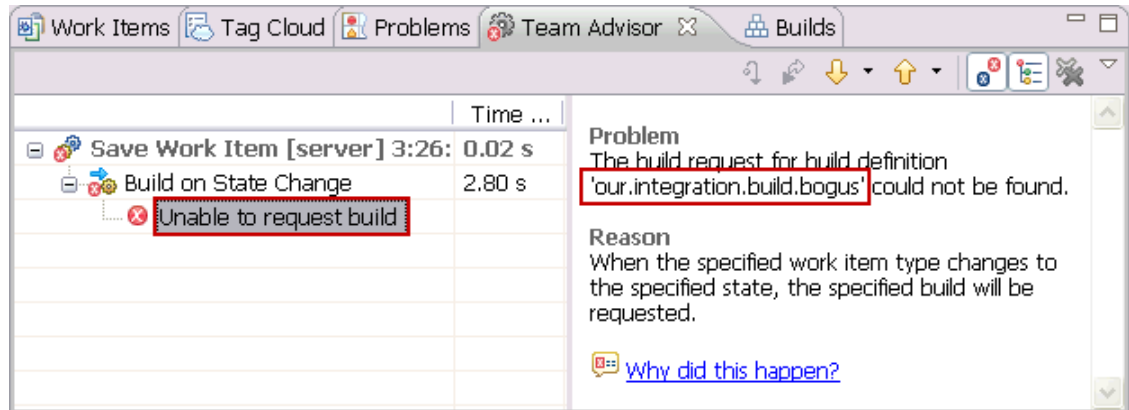 Work Items Tag Cloud Problems Team Advisor Builds
Time ...
Save Work Item [server] 3:26: 0.02 s
Build on State Change 2.80 s
Unable to request build
Problem
The build request for build definition
'our.integration.build.bogus' could not be found.
Reason
When the specified work item type changes to
the specified state, the specified build will be
requested.
Why did this happen?